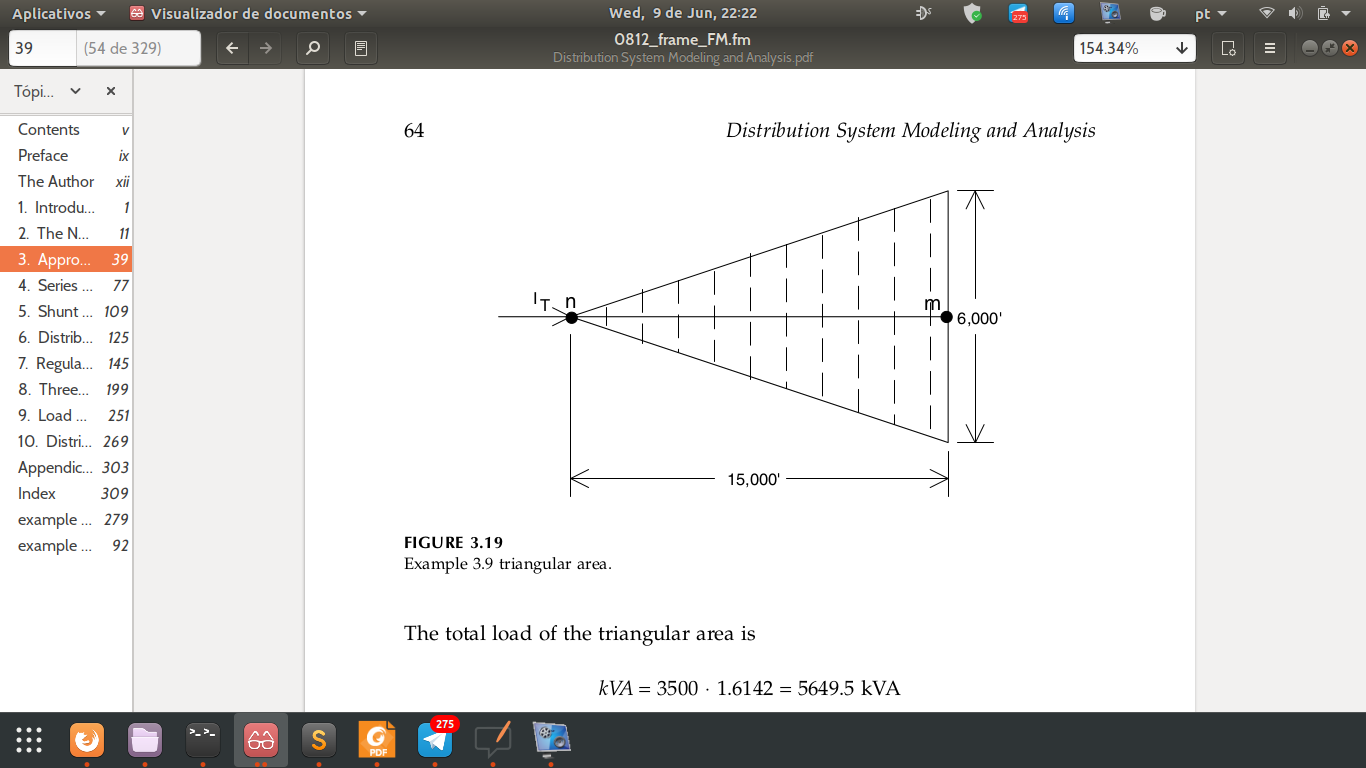 Aplicativos
Visualizador de documentos
Wed, 9 de Jun, 22:22
275
pt
39
(54 de 329)
0812_frame_FM.fm
Distribution System Modeling and Analysis.pdf
154.34%
Tópi...
Contents v
Preface ix
The Author xii
1. Introdu... 1
2. The N... 11
3. Appro... 39
4. Series ... 77
5. Shunt ... 109
6. Distrib... 125
7. Regula... 145
8. Three... 199
9. Load ... 251
10. Distri... 269
Appendic... 303
Index 309
example ... 279
example ... 92
64 Distribution System Modeling and Analysis
I T n
m
6,000'
15,000'
FIGURE 3.19
Example 3.9 triangular area.
The total load of the triangular area is
kVA = 3500 · 1.6142 = 5649.5 kVA
>_ >_
S
PDF
275